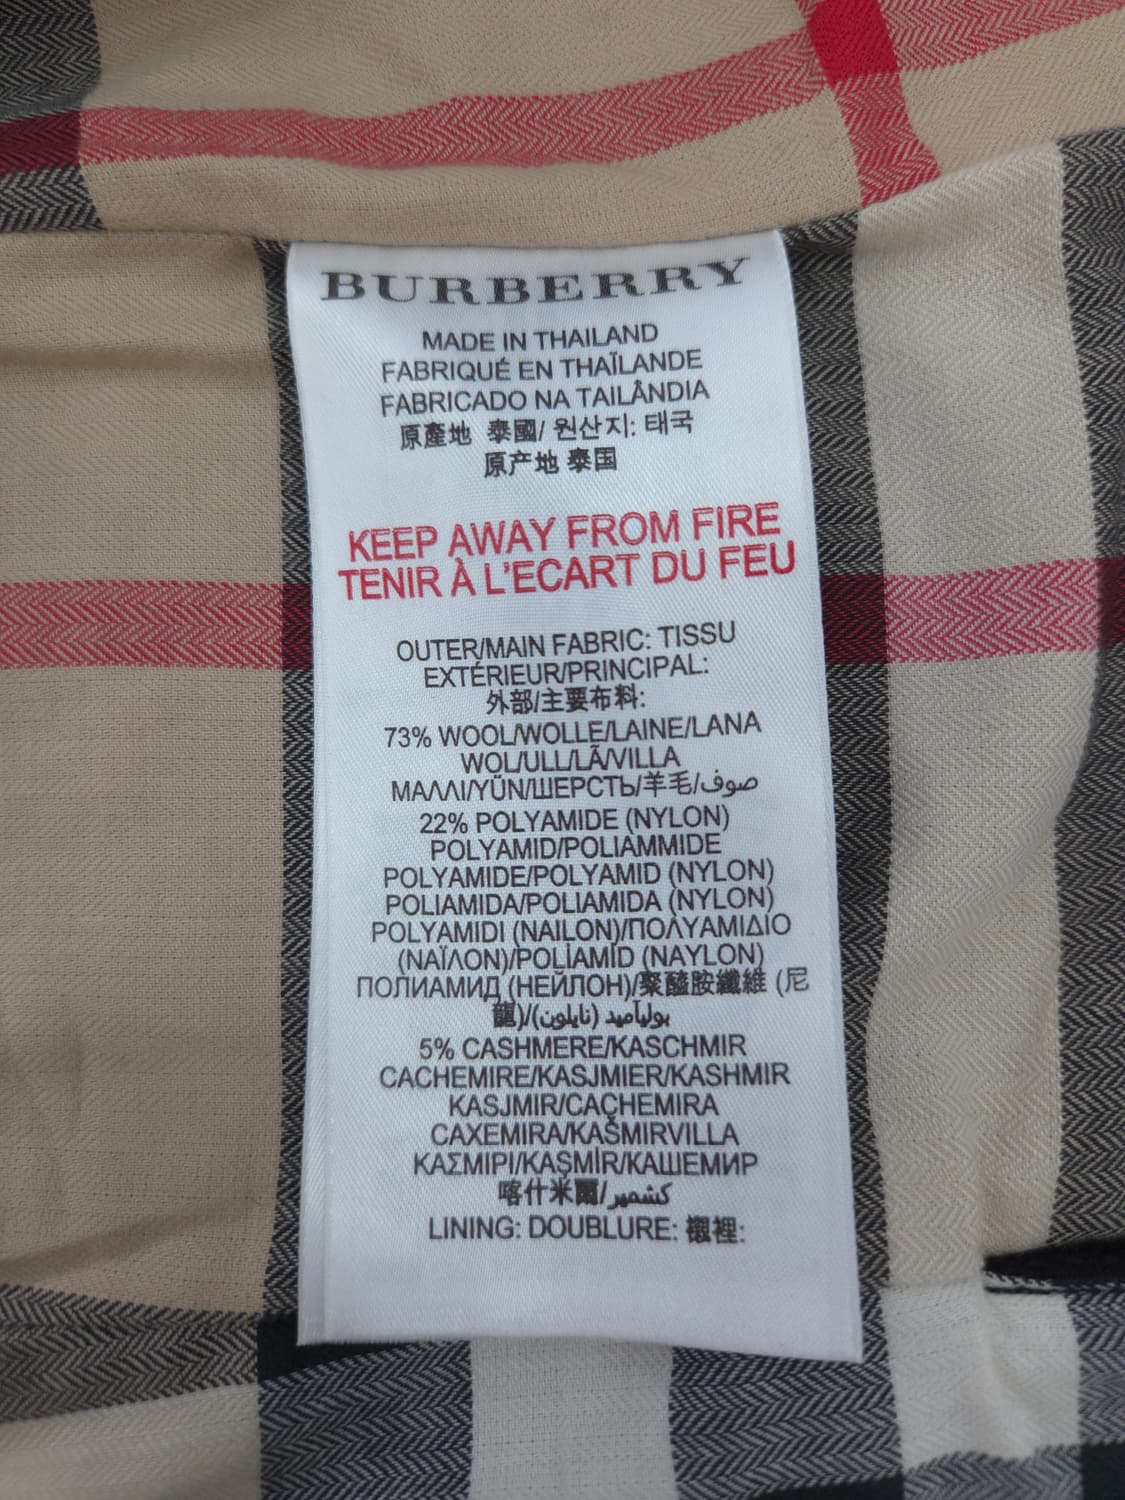 BURBERRY
MADE IN THAILAND
FABRIQUÉ EN THAÏLANDE
FABRICADO NA TAILÂNDIA
原產地 泰國/ 원산지: 태국
原产地 泰国
KEEP AWAY FROM FIRE
TENIR À L'ECART DU FEU
OUTER/MAIN FABRIC: TISSU
EXTÉRIEUR/PRINCIPAL:
外部/主要布料:
73% WOOL/WOLLE/LAINE/LANA
WOL/ULL/LÃ/VILLA
ΜΑΛΛΙ/YÜN/ШЕРСТЬ/羊毛/صوف
22% POLYAMIDE (NYLON)
POLYAMID/POLIAMMIDE
POLYAMIDE/POLYAMID (NYLON)
POLIAMIDA/POLIAMIDA (NYLON)
POLYAMIDI (NAILON)/ΠΟΛΥΑΜΙΔΙΟ
(ΝΑΪΛΟΝ)/POLİAMİD (NAYLON)
ПОЛИАМИД (НЕЙЛОН)/聚醯胺纖維 (尼
龍)/بولياميد (نايلون)
5% CASHMERE/KASCHMIR
CACHEMIRE/KASJMIER/KASHMIR
KASJMIR/CAÇHEMIRA
CAXEMIRA/KAŠMIRVILLA
ΚΑΣΜΙΡΙ/KAŞMİR/КАШЕМИР
喀什米爾/كشمير
LINING: DOUBLURE: 襯裡: